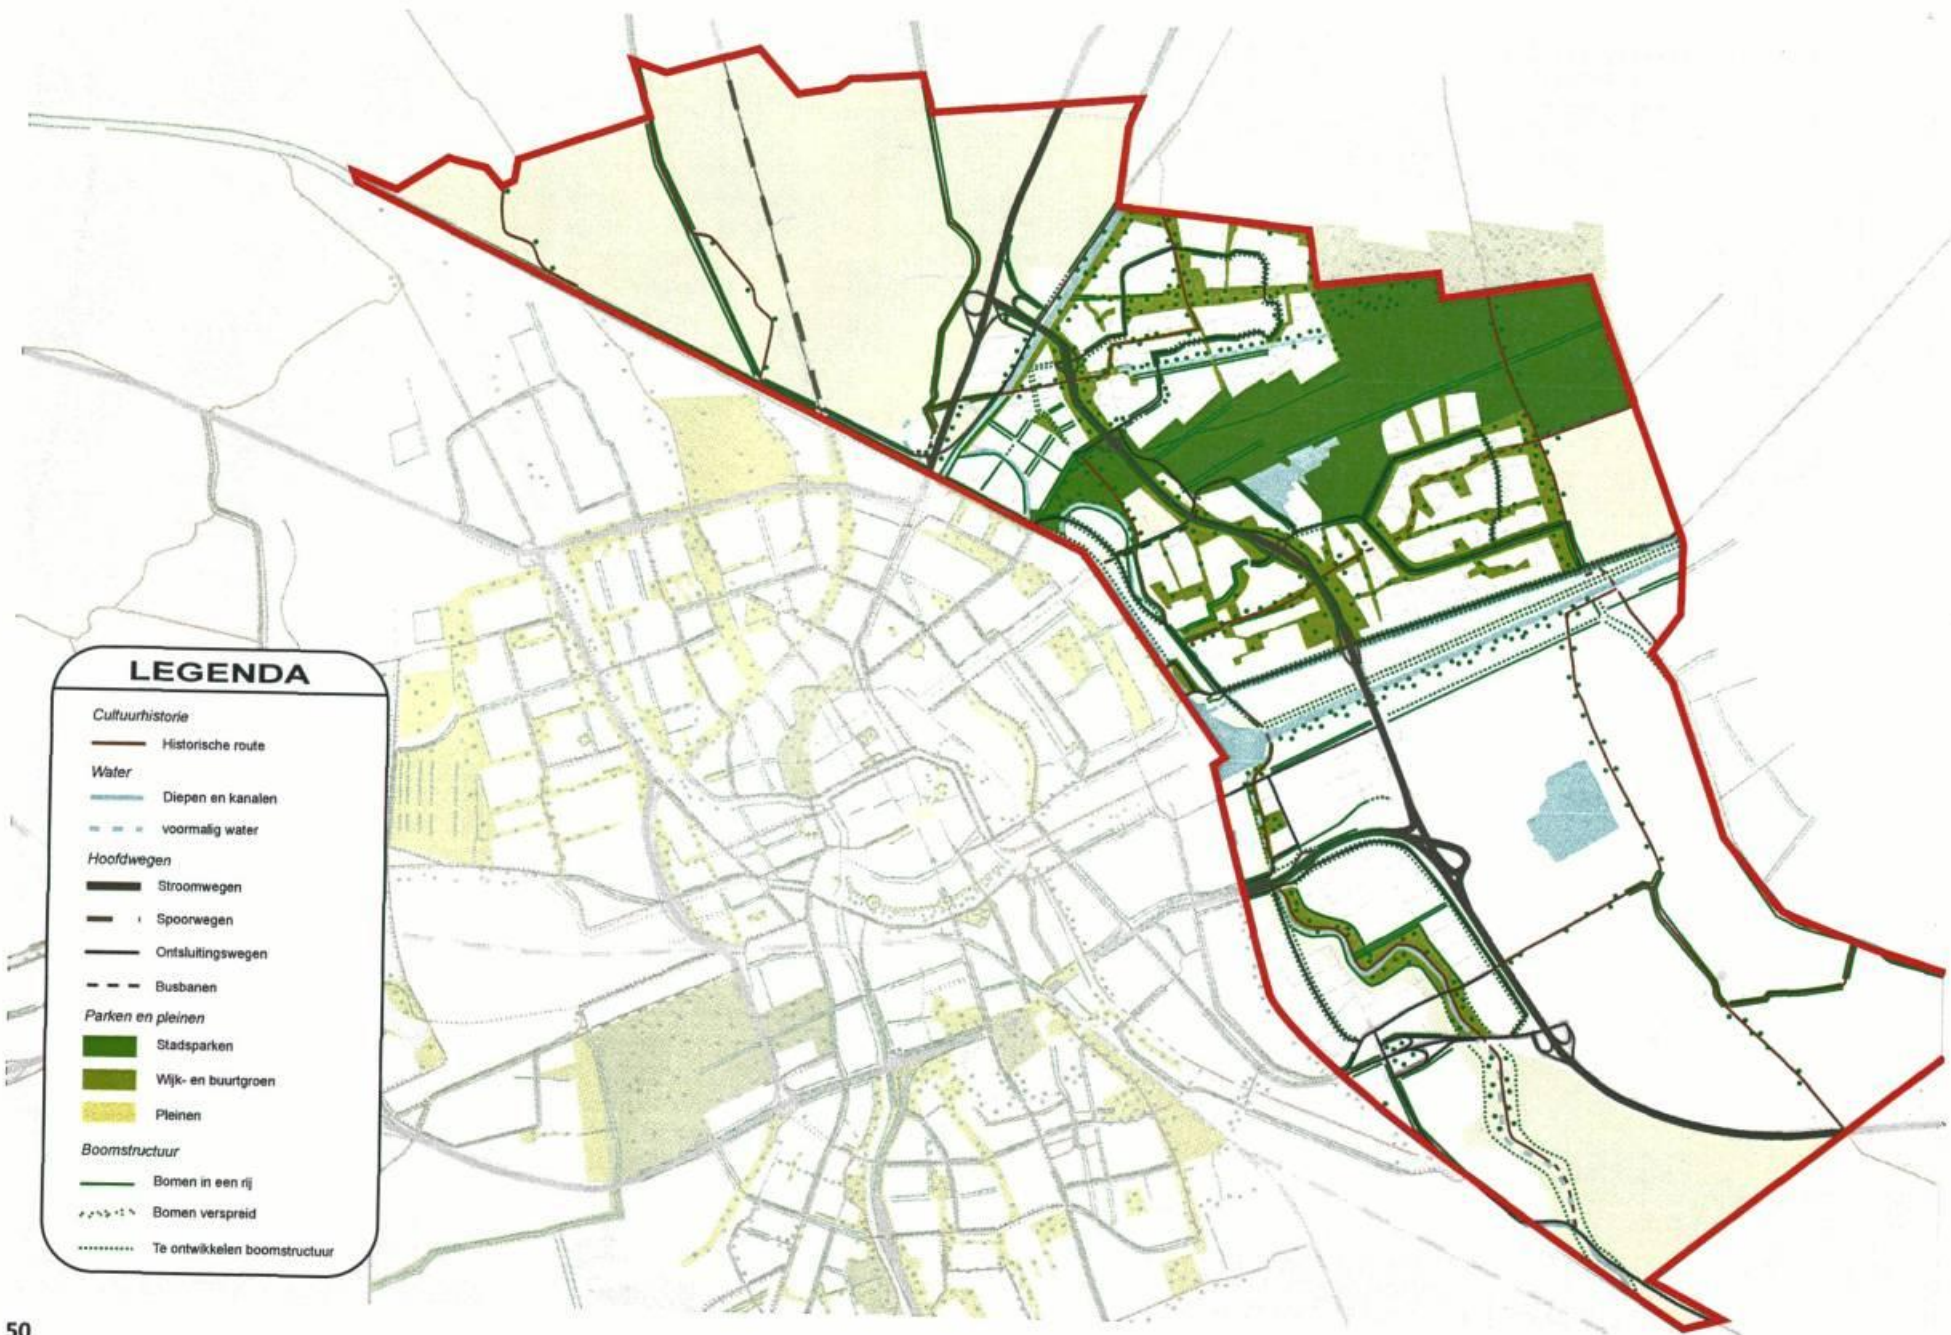 LEGENDA
Cultuurhistorie
Historische route
Water
Diepen en kanalen
voormalig water
Hoofdwegen
Stroomwegen
Spoorwegen
Ontsluitingswegen
Busbanen
Parken en pleinen
Stadsparken
Wijk- en buurtgroen
Pleinen
Boomstructuur
Bomen in een rij
Bomen verspreid
Te ontwikkelen boomstructuur
50